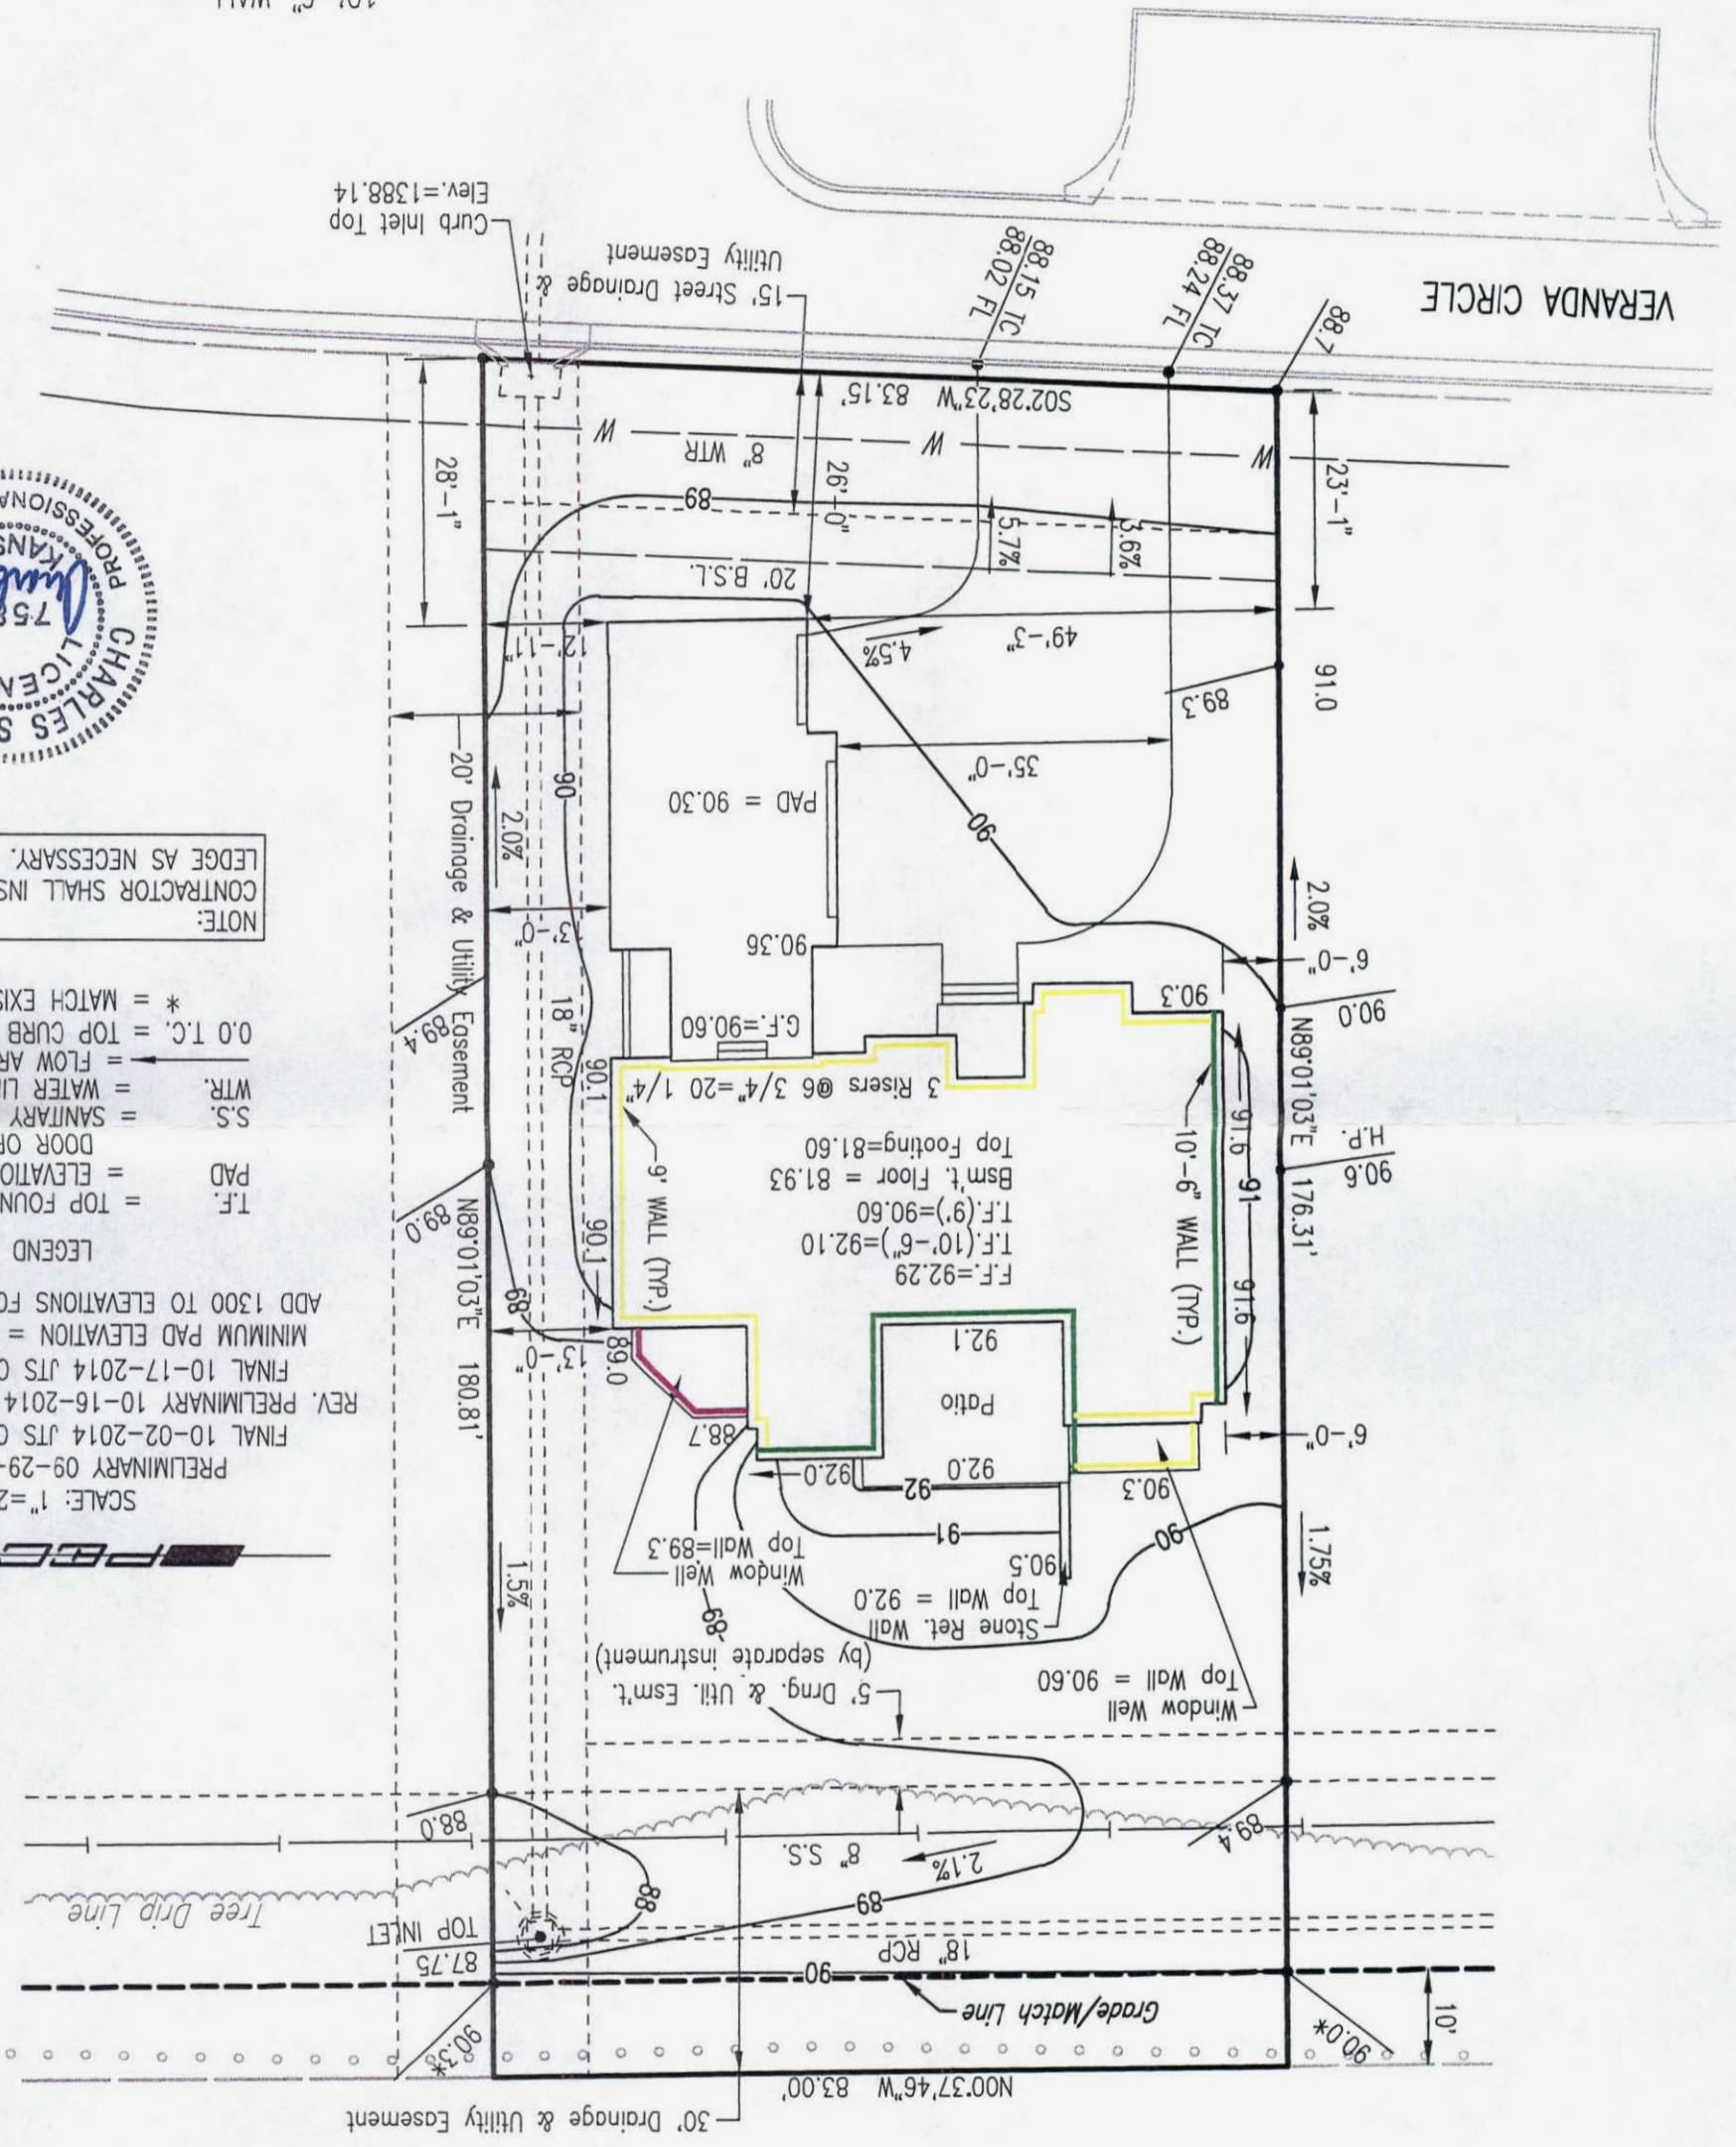 30' Drainage & Utility Easement
N00°37'46"W 83.00'
90.0*
90.3*
10'
Grade/Match Line
90
18" RCP
87.75
TOP INLET
Tree Drip Line
89
88
2.1%
8" S.S.
89.4
88.0
5' Drng. & Util. Esm't.
(by separate instrument)
Window Well
Top Wall = 90.60
Stone Ret. Wall
Top Wall = 92.0
90.5
89
Window Well
Top Wall=89.3
1.75%
1.5%
90
91
92
90.3
92.0
92.0
88.7
6'-0"
Patio
92.1
89.0
13'-0"
89
SCALE: 1"=2
PRELIMINARY 09-29-
FINAL 10-02-2014 JTS
REV. PRELIMINARY 10-16-2014
FINAL 10-17-2014 JTS
MINIMUM PAD ELEVATION =
ADD 1300 TO ELEVATIONS FO
LEGEND
T.F. = TOP FOUN
PAD = ELEVATIO
DOOR OF
S.S. = SANITARY
WTR. = WATER LI
= FLOW AR
0.0 T.C. = TOP CURB
* = MATCH EXIS
NOTE:
CONTRACTOR SHALL INS
LEDGE AS NECESSARY.
91.6
91
91.6
10'-6" WALL (TYP.)
9' WALL (TYP.)
F.F.=92.29
T.F.(10'-6")=92.10
T.F.(9')=90.60
Bsm't. Floor = 81.93
Top Footing=81.60
3 Risers @6 3/4"=20 1/4"
90.1
90.1
N89°01'03"E 180.81'
89.0
90.6
H.P.
N89°01'03"E 176.31'
90.0
90.3
G.F.=90.60
90.36
18" RCP
89.4
20' Drainage & Utility Easement
6'-0"
2.0%
13'-0"
2.0%
90
PAD = 90.30
90
35'-0"
89.3
91.0
49'-3"
4.5%
12'-11"
20' B.S.L.
3.6%
5.7%
26'-0"
23'-1"
28'-1"
89
8" WTR
W
W
W
S02°28'23"W 83.15'
88.7
88.37 TC
88.24 FL
88.15 TC
88.02 FL
VERANDA CIRCLE
15' Street Drainage &
Utility Easement
Curb Inlet Top
Elev.=1388.14
CHARLES S
LICEN
PROFESSIONA
KANS
10'-6" WALL